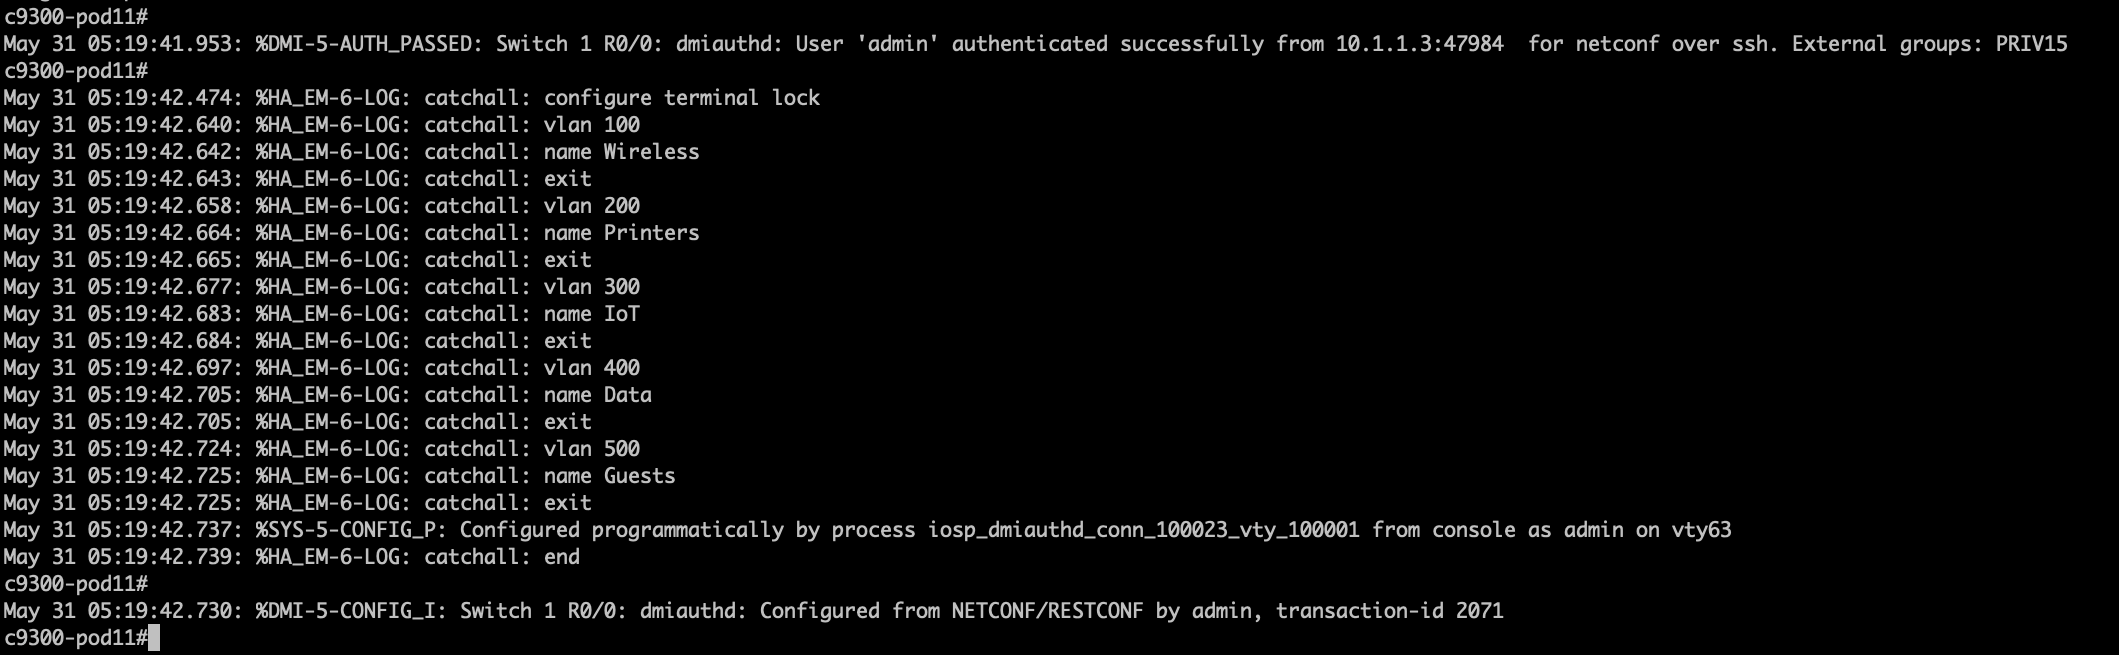 c9300-pod11#
May 31 05:19:41.953: %DMI-5-AUTH_PASSED: Switch 1 R0/0: dmiauthd: User 'admin' authenticated successfully from 10.1.1.3:47984  for netconf over ssh. External groups: PRIV15
c9300-pod11#
May 31 05:19:42.474: %HA_EM-6-LOG: catchall: configure terminal lock
May 31 05:19:42.640: %HA_EM-6-LOG: catchall: vlan 100
May 31 05:19:42.642: %HA_EM-6-LOG: catchall: name Wireless
May 31 05:19:42.643: %HA_EM-6-LOG: catchall: exit
May 31 05:19:42.658: %HA_EM-6-LOG: catchall: vlan 200
May 31 05:19:42.664: %HA_EM-6-LOG: catchall: name Printers
May 31 05:19:42.665: %HA_EM-6-LOG: catchall: exit
May 31 05:19:42.677: %HA_EM-6-LOG: catchall: vlan 300
May 31 05:19:42.683: %HA_EM-6-LOG: catchall: name IoT
May 31 05:19:42.684: %HA_EM-6-LOG: catchall: exit
May 31 05:19:42.697: %HA_EM-6-LOG: catchall: vlan 400
May 31 05:19:42.705: %HA_EM-6-LOG: catchall: name Data
May 31 05:19:42.705: %HA_EM-6-LOG: catchall: exit
May 31 05:19:42.724: %HA_EM-6-LOG: catchall: vlan 500
May 31 05:19:42.725: %HA_EM-6-LOG: catchall: name Guests
May 31 05:19:42.725: %HA_EM-6-LOG: catchall: exit
May 31 05:19:42.737: %SYS-5-CONFIG_P: Configured programmatically by process iosp_dmiauthd_conn_100023_vty_100001 from console as admin on vty63
May 31 05:19:42.739: %HA_EM-6-LOG: catchall: end
c9300-pod11#
May 31 05:19:42.730: %DMI-5-CONFIG_I: Switch 1 R0/0: dmiauthd: Configured from NETCONF/RESTCONF by admin, transaction-id 2071
c9300-pod11#